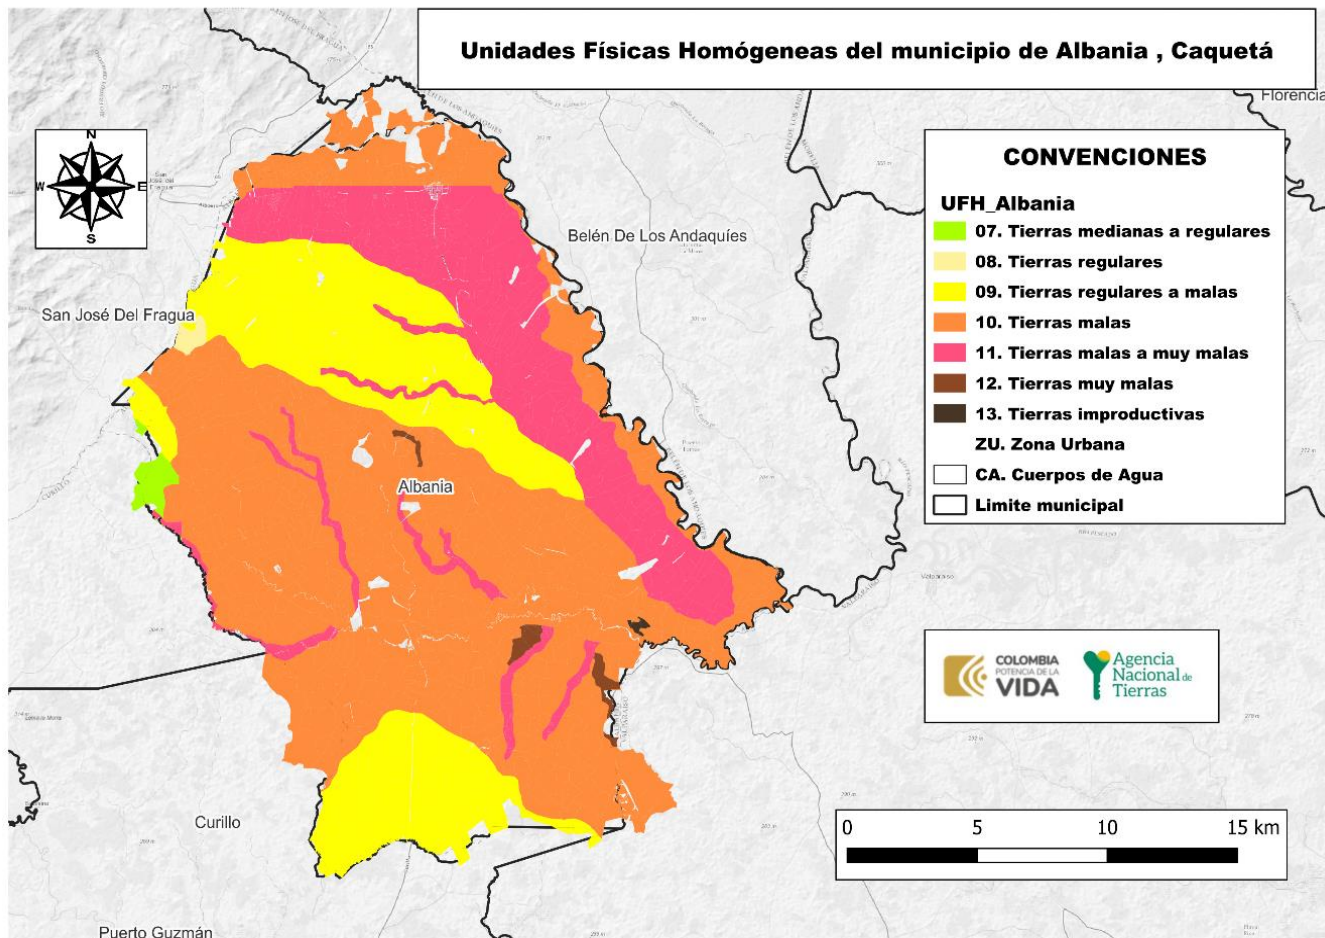 Unidades Físicas Homógeneas del municipio de Albania , Caquetá
Florencia
N
W
E
S
CONVENCIONES
UFH_Albania
07. Tierras medianas a regulares
08. Tierras regulares
09. Tierras regulares a malas
10. Tierras malas
11. Tierras malas a muy malas
12. Tierras muy malas
13. Tierras improductivas
ZU. Zona Urbana
CA. Cuerpos de Agua
Limite municipal
Belén De Los Andaquíes
San José Del Fragua
Albania
CURILLO
VALPARAISO
Valparaiso
COLOMBIA
POTENCIA DE LA
VIDA
Agencia
Nacional de
Tierras
Curillo
0 5 10 15 km
Puerto Guzmán